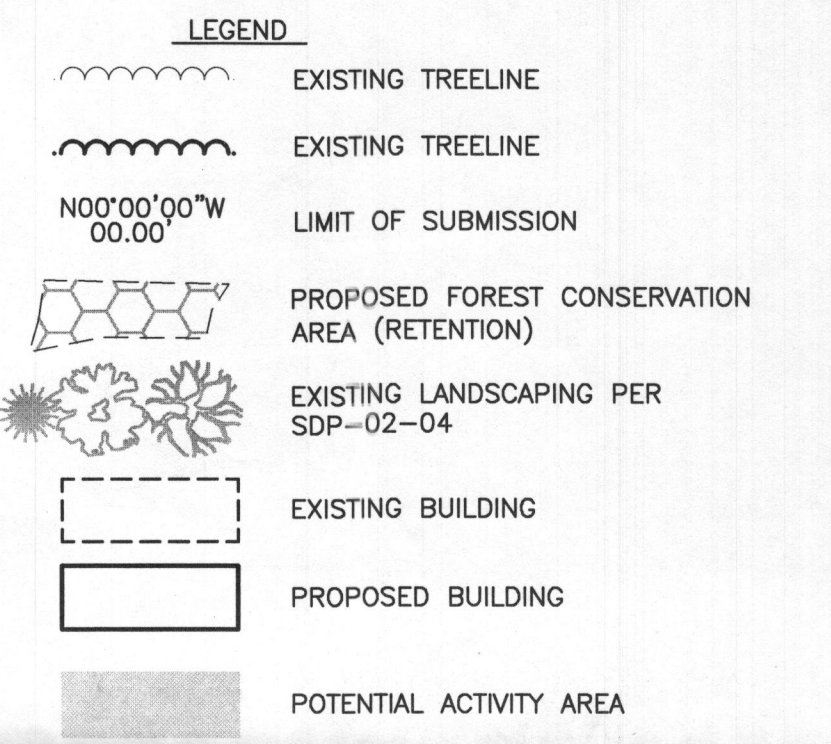 LEGEND
EXISTING TREELINE
EXISTING TREELINE
N00°00'00"W
00.00'
LIMIT OF SUBMISSION
PROPOSED FOREST CONSERVATION
AREA (RETENTION)
EXISTING LANDSCAPING PER
SDP-02-04
EXISTING BUILDING
PROPOSED BUILDING
POTENTIAL ACTIVITY AREA